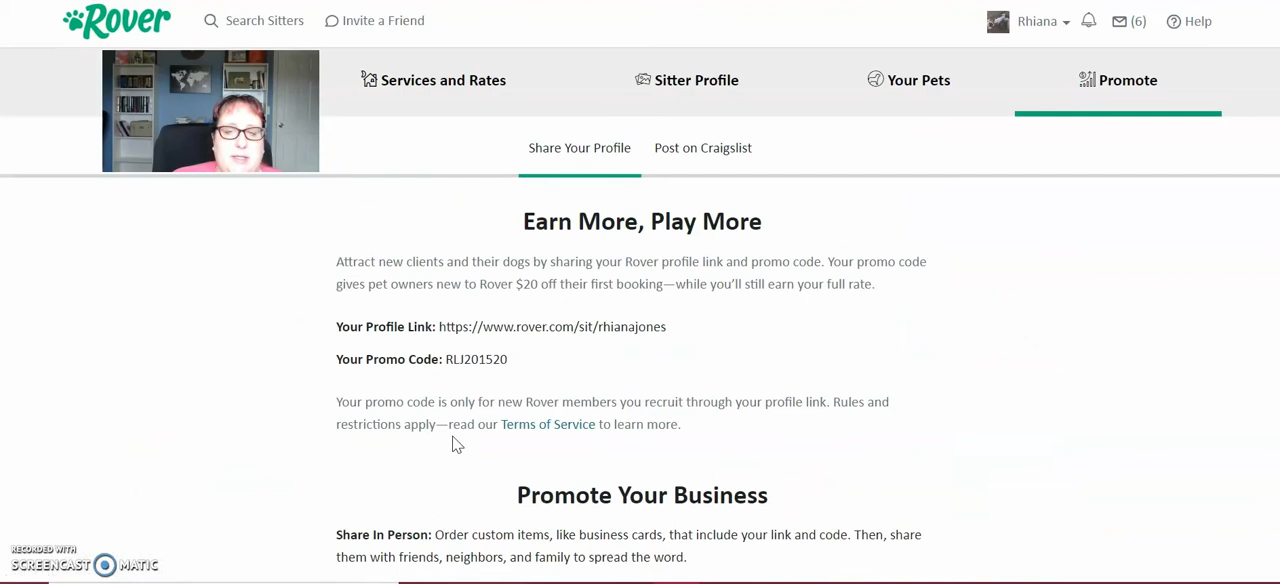 Rover
Search Sitters
Invite a Friend
Rhiana
(6)
Help
Services and Rates
Sitter Profile
Your Pets
Promote
Share Your Profile
Post on Craigslist
Earn More, Play More
Attract new clients and their dogs by sharing your Rover profile link and promo code. Your promo code
gives pet owners new to Rover $20 off their first booking—while you’ll still earn your full rate.
Your Profile Link: https://www.rover.com/sit/rhianajones
Your Promo Code: RLJ201520
Your promo code is only for new Rover members you recruit through your profile link. Rules and
restrictions apply—read our Terms of Service to learn more.
Promote Your Business
Share In Person: Order custom items, like business cards, that include your link and code. Then, share
them with friends, neighbors, and family to spread the word.
RECORDED WITH
SCREENCAST MATIC